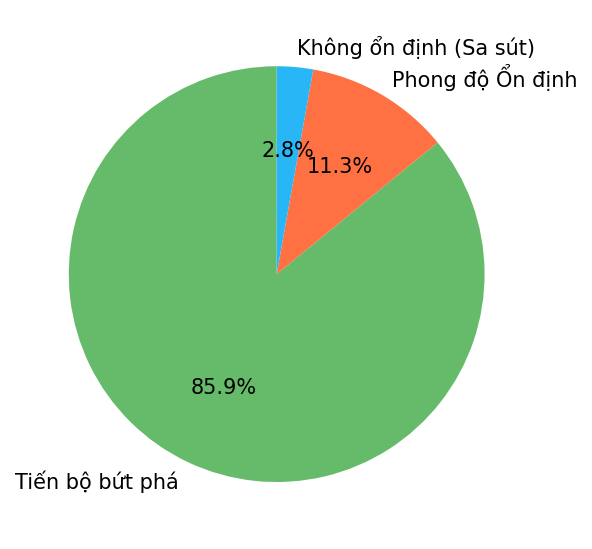 Không ổn định (Sa sút)
Phong độ Ổn định
2.8%
11.3%
85.9%
Tiến bộ bứt phá